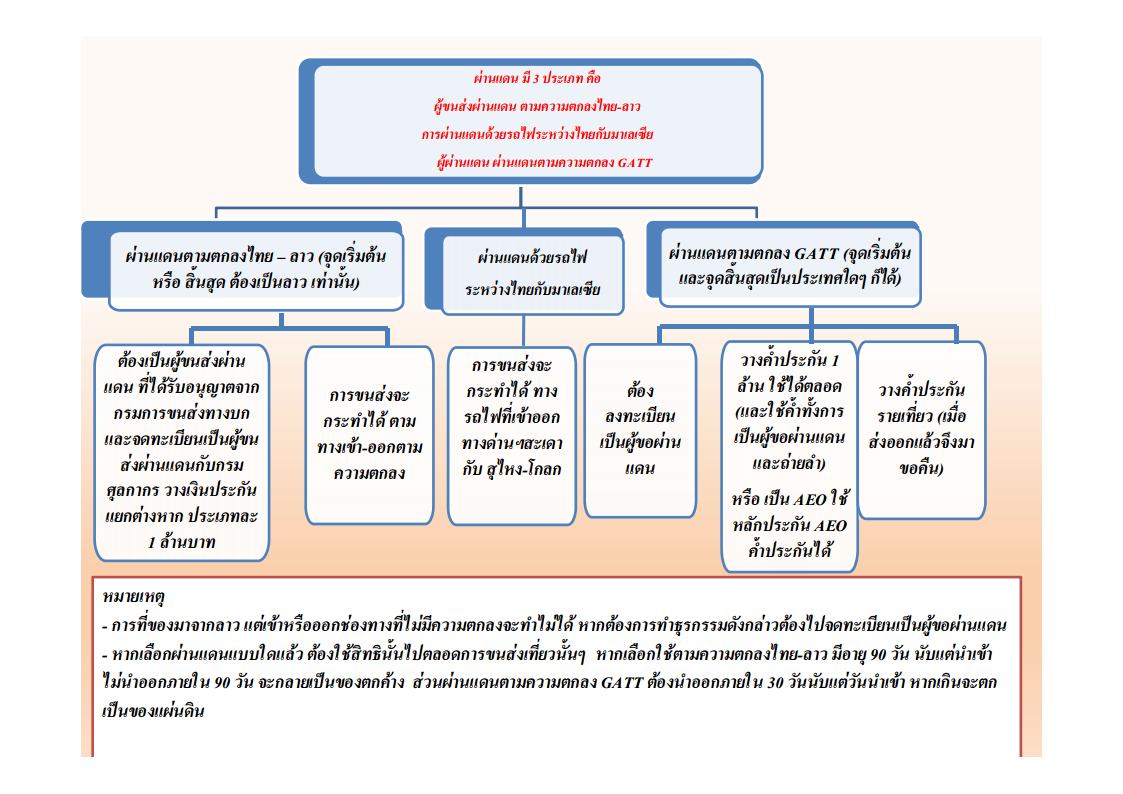 ผ่านแดน มี 3 ประเภท คือ
ผู้ขนส่งผ่านแดน ตามความตกลงไทย-ลาว
การผ่านแดนด้วยรถไฟระหว่างไทยกับมาเลเซีย
ผู้ผ่านแดน ผ่านแดนตามความตกลง GATT
ผ่านแดนตามตกลงไทย – ลาว (จุดเริ่มต้น
หรือ สิ้นสุด ต้องเป็นลาว เท่านั้น)
ผ่านแดนด้วยรถไฟ
ระหว่างไทยกับมาเลเซีย
ผ่านแดนตามตกลง GATT (จุดเริ่มต้น
และจุดสิ้นสุดเป็นประเทศใดๆ ก็ได้)
ต้องเป็นผู้ขนส่งผ่าน
แดน ที่ได้รับอนุญาตจาก
กรมการขนส่งทางบก
และจดทะเบียนเป็นผู้ขน
ส่งผ่านแดนกับกรม
ศุลกากร วางเงินประกัน
แยกต่างหาก ประเภทละ
1 ล้านบาท
การขนส่งจะ
กระทำได้ ตาม
ทางเข้า-ออกตาม
ความตกลง
การขนส่งจะ
กระทำได้ ทาง
รถไฟที่เข้าออก
ทางด่านฯสะเดา
กับ สุไหง-โกลก
ต้อง
ลงทะเบียน
เป็นผู้ขอผ่าน
แดน
วางค้ำประกัน 1
ล้าน ใช้ได้ตลอด
(และใช้ค้ำทั้งการ
เป็นผู้ขอผ่านแดน
และถ่ายลำ)
หรือ เป็น AEO ใช้
หลักประกัน AEO
ค้ำประกันได้
วางค้ำประกัน
รายเที่ยว (เมื่อ
ส่งออกแล้วจึงมา
ขอคืน)
หมายเหตุ
- การที่ของมาจากลาว แต่เข้าหรือออกช่องทางที่ไม่มีความตกลงจะทำไม่ได้ หากต้องการทำธุรกรรมดังกล่าวต้องไปจดทะเบียนเป็นผู้ขอผ่านแดน
- หากเลือกผ่านแดนแบบใดแล้ว ต้องใช้สิทธินั้นไปตลอดการขนส่งเที่ยวนั้นๆ หากเลือกใช้ตามความตกลงไทย-ลาว มีอายุ 90 วัน นับแต่นำเข้า
ไม่นำออกภายใน 90 วัน จะกลายเป็นของตกค้าง ส่วนผ่านแดนตามความตกลง GATT ต้องนำออกภายใน 30 วันนับแต่วันนำเข้า หากเกินจะตก
เป็นของแผ่นดิน